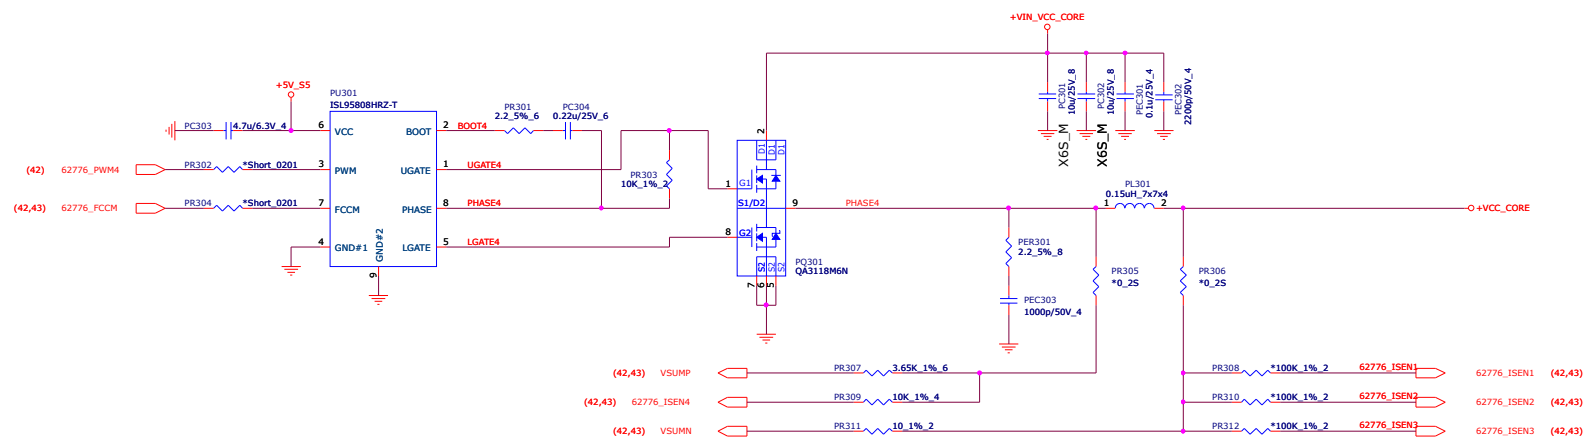 +VIN_VCC_CORE
+5V_S5
PU301
ISL95808HRZ-T
PC303
4.7u/6.3V_4
6
VCC
BOOT
2
BOOT4
PR301
2.2_5%_6
PC304
0.22u/25V_6
PC301
10u/25V_8
X6S_M
PC302
10u/25V_8
X6S_M
PEC301
0.1u/25V_4
PEC302
2200p/50V_4
(42)
62776_PWM4
PR302
*Short_0201
3
PWM
UGATE
1
UGATE4
PR303
10K_1%_2
2
D1
D1
D1
1
G1
(42,43)
62776_FCCM
PR304
*Short_0201
7
FCCM
PHASE
8
PHASE4
S1/D2
9
PHASE4
PL301
0.15uH_7x7x4
1
2
+VCC_CORE
4
GND#1
GND#2
9
LGATE
5
LGATE4
8
G2
S2
S2
S2
7
6
5
PQ301
QA3118M6N
PER301
2.2_5%_8
PEC303
1000p/50V_4
PR305
*0_2S
PR306
*0_2S
(42,43)
VSUMP
PR307
3.65K_1%_6
PR308
*100K_1%_2
62776_ISEN1
62776_ISEN1
(42,43)
(42,43)
62776_ISEN4
PR309
10K_1%_4
PR310
*100K_1%_2
62776_ISEN2
62776_ISEN2
(42,43)
(42,43)
VSUMN
PR311
10_1%_2
PR312
*100K_1%_2
62776_ISEN3
62776_ISEN3
(42,43)